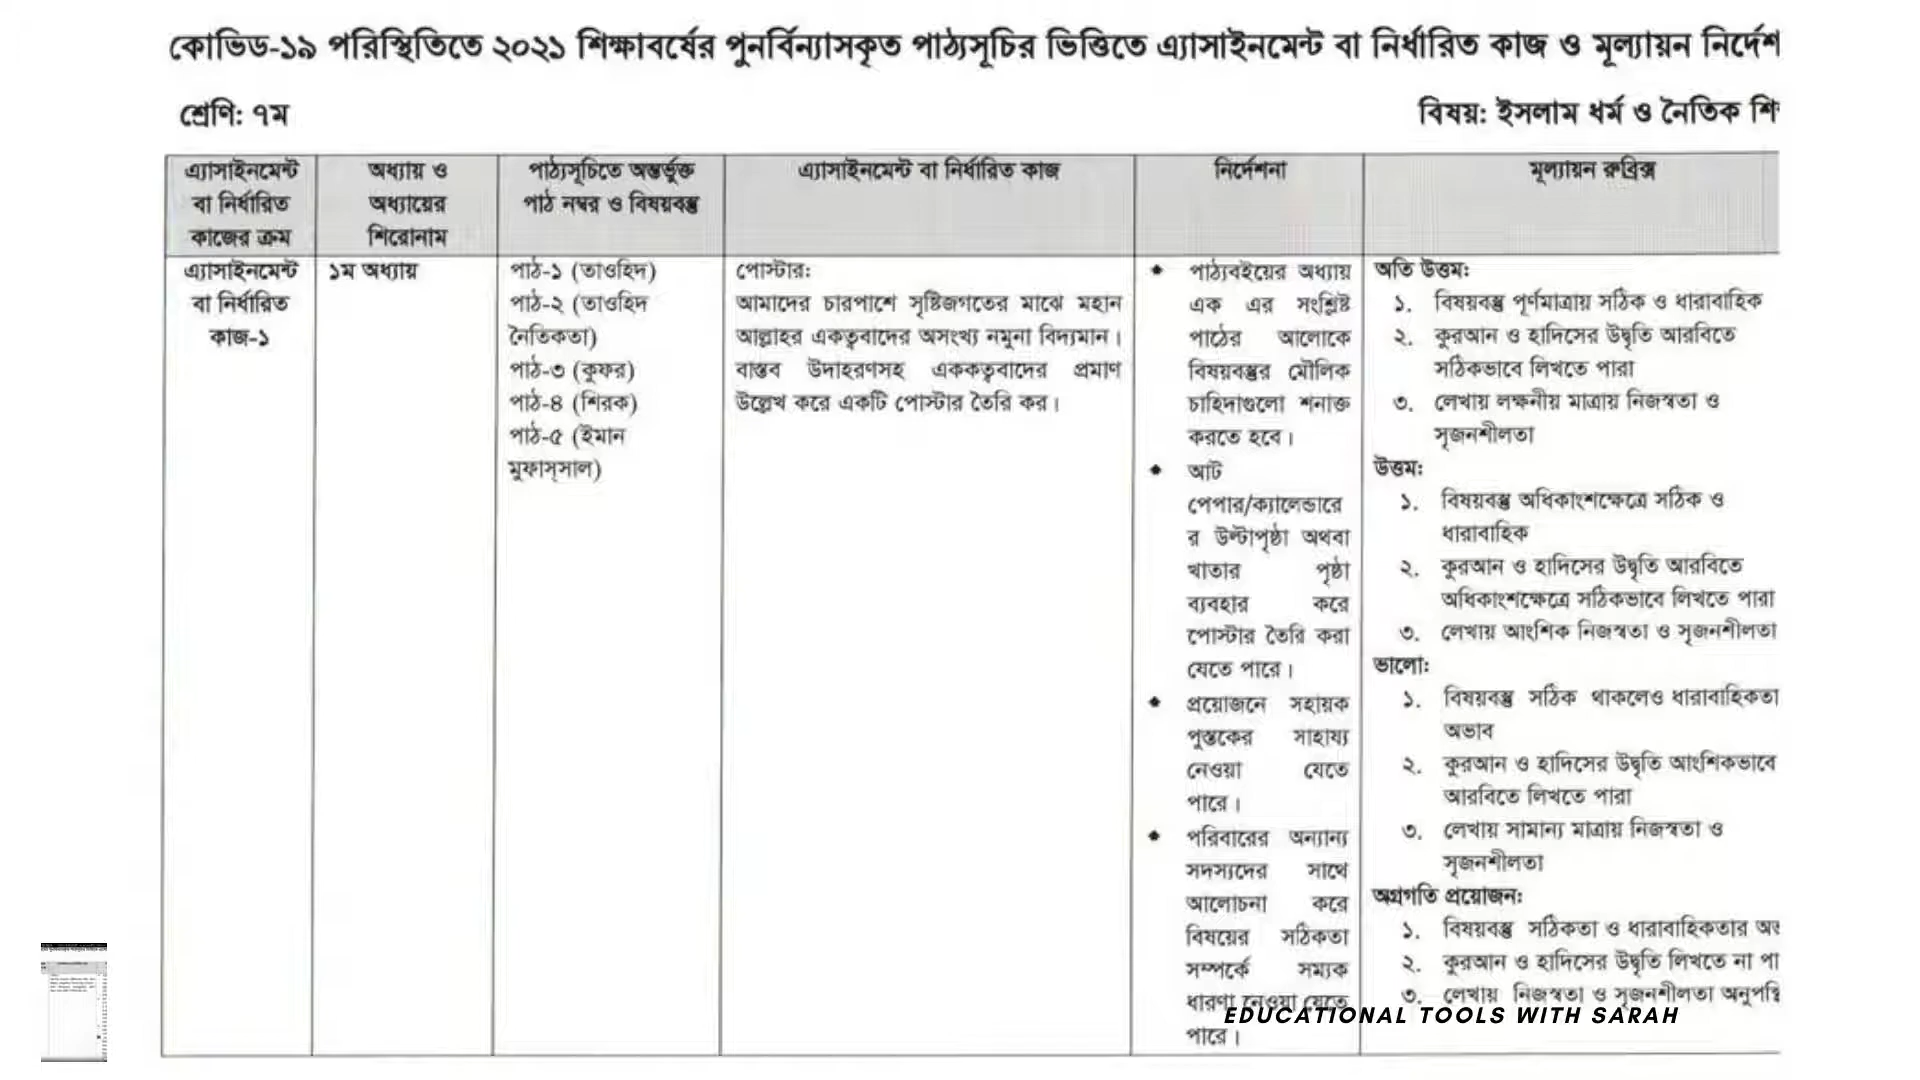 কোভিড-১৯ পরিস্থিতিতে ২০২১ শিক্ষাবর্ষের পুনর্বিন্যাসকৃত পাঠ্যসূচির ভিত্তিতে এ্যাসাইনমেন্ট বা নির্ধারিত কাজ ও মূল্যায়ন নির্দেশ
শ্রেণি: ৭ম
বিষয়: ইসলাম ধর্ম ও নৈতিক শি
এ্যাসাইনমেন্ট
বা নির্ধারিত
কাজের ক্রম
অধ্যায় ও
অধ্যায়ের
শিরোনাম
পাঠ্যসূচিতে অন্তর্ভুক্ত
পাঠ নম্বর ও বিষয়বস্তু
এ্যাসাইনমেন্ট বা নির্ধারিত কাজ
নির্দেশনা
মূল্যায়ন রুব্রিক্স
এ্যাসাইনমেন্ট
বা নির্ধারিত
কাজ-১
১ম অধ্যায়
পাঠ-১ (তাওহিদ)
পাঠ-২ (তাওহিদ
নৈতিকতা)
পাঠ-৩ (কুফর)
পাঠ-৪ (শিরক)
পাঠ-৫ (ইমান
মুফাস্সাল)
পোস্টার:
আমাদের চারপাশে সৃষ্টিজগতের মাঝে মহান
আল্লাহর একত্ববাদের অসংখ্য নমুনা বিদ্যমান।
বাস্তব উদাহরণসহ এককত্ববাদের প্রমাণ
উল্লেখ করে একটি পোস্টার তৈরি কর।
• পাঠ্যবইয়ের অধ্যায়
এক এর সংশ্লিষ্ট
পাঠের আলোকে
বিষয়বস্তুর মৌলিক
চাহিদাগুলো শনাক্ত
করতে হবে।
• আট
পেপার/ক্যালেন্ডারে
র উল্টাপৃষ্ঠা অথবা
খাতার পৃষ্ঠা
ব্যবহার করে
পোস্টার তৈরি করা
যেতে পারে।
• প্রয়োজনে সহায়ক
পুস্তকের সাহায্য
নেওয়া যেতে
পারে।
• পরিবারের অন্যান্য
সদস্যদের সাথে
আলোচনা করে
বিষয়ের সঠিকতা
সম্পর্কে সম্যক
ধারণা নেওয়া যেতে
পারে।
অতি উত্তম:
১. বিষয়বস্তু পূর্ণমাত্রায় সঠিক ও ধারাবাহিক
২. কুরআন ও হাদিসের উদ্বৃতি আরবিতে
সঠিকভাবে লিখতে পারা
৩. লেখায় লক্ষনীয় মাত্রায় নিজস্বতা ও
সৃজনশীলতা
উত্তম:
১. বিষয়বস্তু অধিকাংশক্ষেত্রে সঠিক ও
ধারাবাহিক
২. কুরআন ও হাদিসের উদ্বৃতি আরবিতে
অধিকাংশক্ষেত্রে সঠিকভাবে লিখতে পারা
৩. লেখায় আংশিক নিজস্বতা ও সৃজনশীলতা
ভালো:
১. বিষয়বস্তু সঠিক থাকলেও ধারাবাহিকতা
অভাব
২. কুরআন ও হাদিসের উদ্বৃতি আংশিকভাবে
আরবিতে লিখতে পারা
৩. লেখায় সামান্য মাত্রায় নিজস্বতা ও
সৃজনশীলতা
অগ্রগতি প্রয়োজন:
১. বিষয়বস্তু সঠিকতা ও ধারাবাহিকতার অভ
২. কুরআন ও হাদিসের উদ্বৃতি লিখতে না পা
৩. লেখায় নিজস্বতা ও সৃজনশীলতা অনুপস্থি
EDUCATIONAL TOOLS WITH SARAH